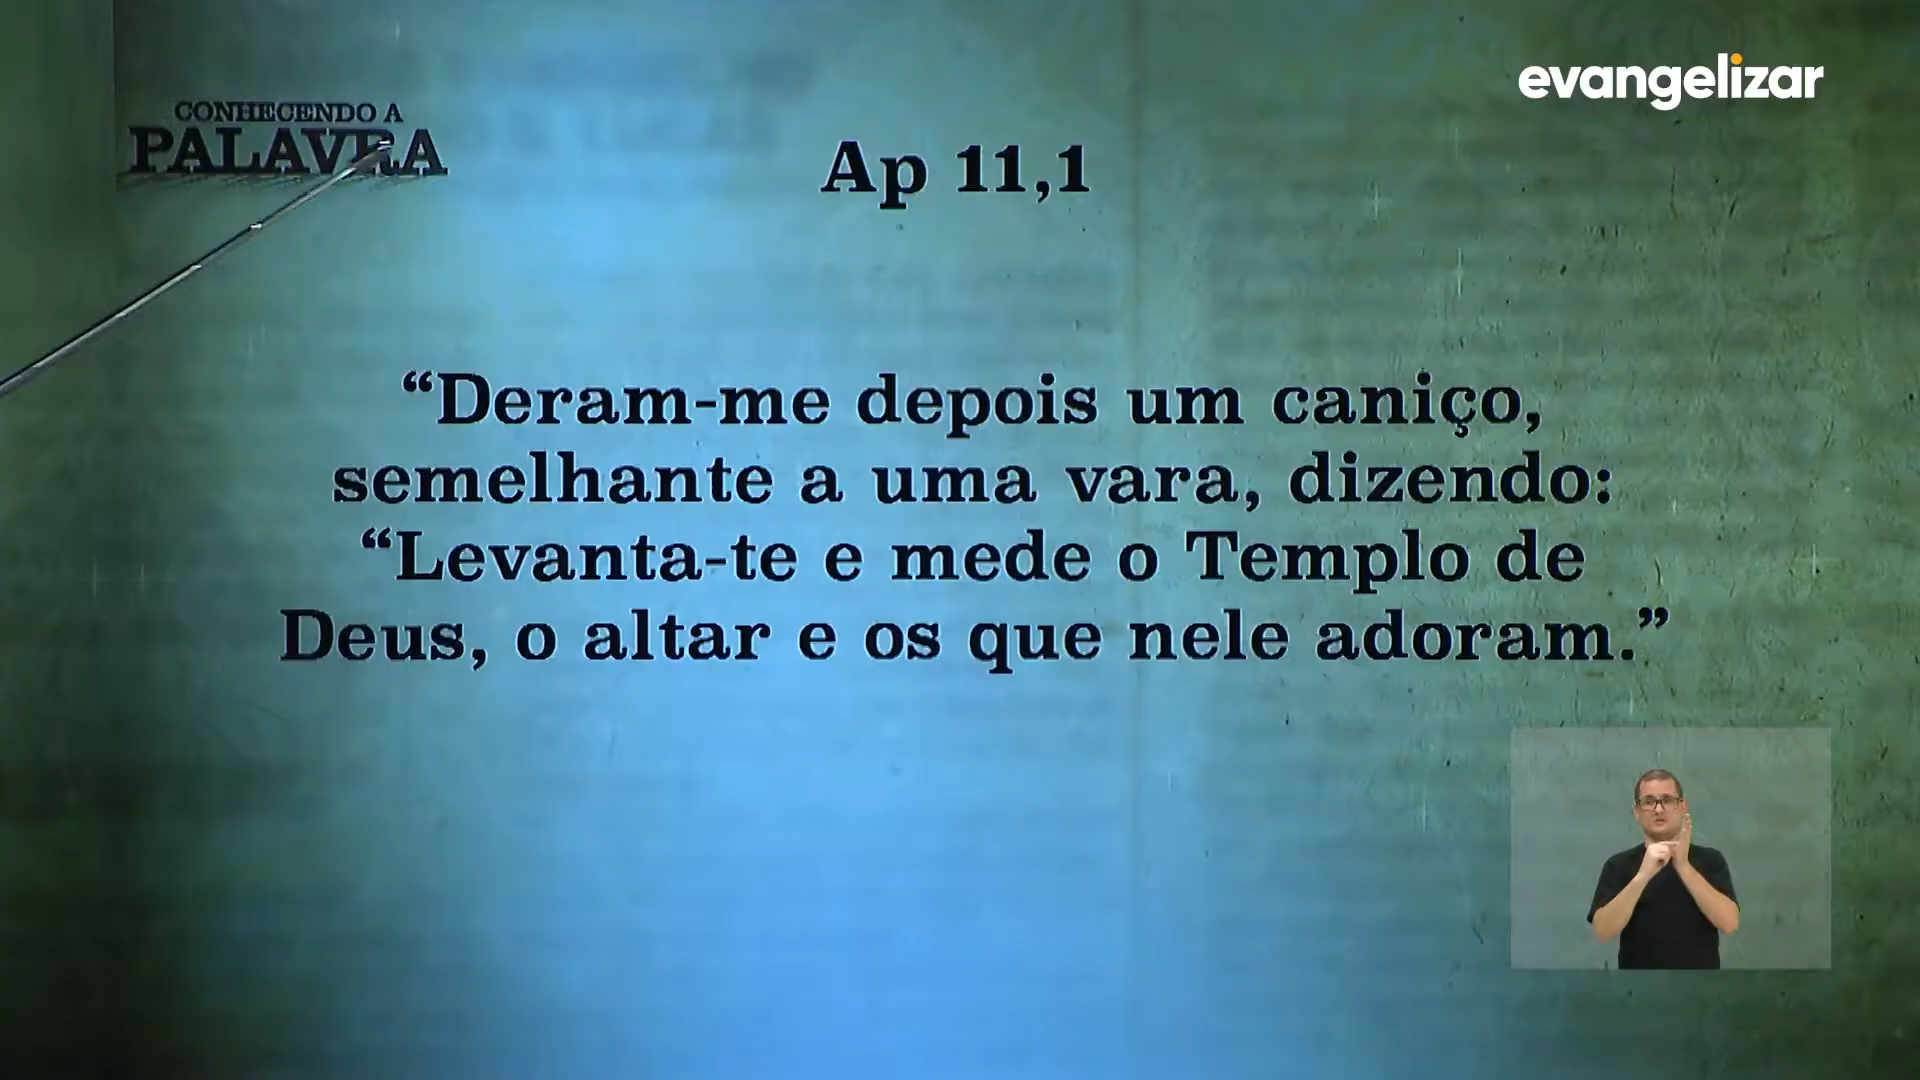 evangelizar
CONHECENDO A
PALAVRA
Ap 11,1
“Deram-me depois um caniço,
semelhante a uma vara, dizendo:
“Levanta-te e mede o Templo de
Deus, o altar e os que nele adoram.”